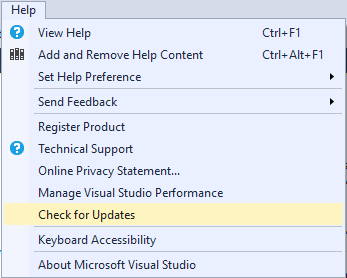 Help
View Help Ctrl+F1
Add and Remove Help Content Ctrl+Alt+F1
Set Help Preference
Send Feedback
Register Product
Technical Support
Online Privacy Statement...
Manage Visual Studio Performance
Check for Updates
Keyboard Accessibility
About Microsoft Visual Studio